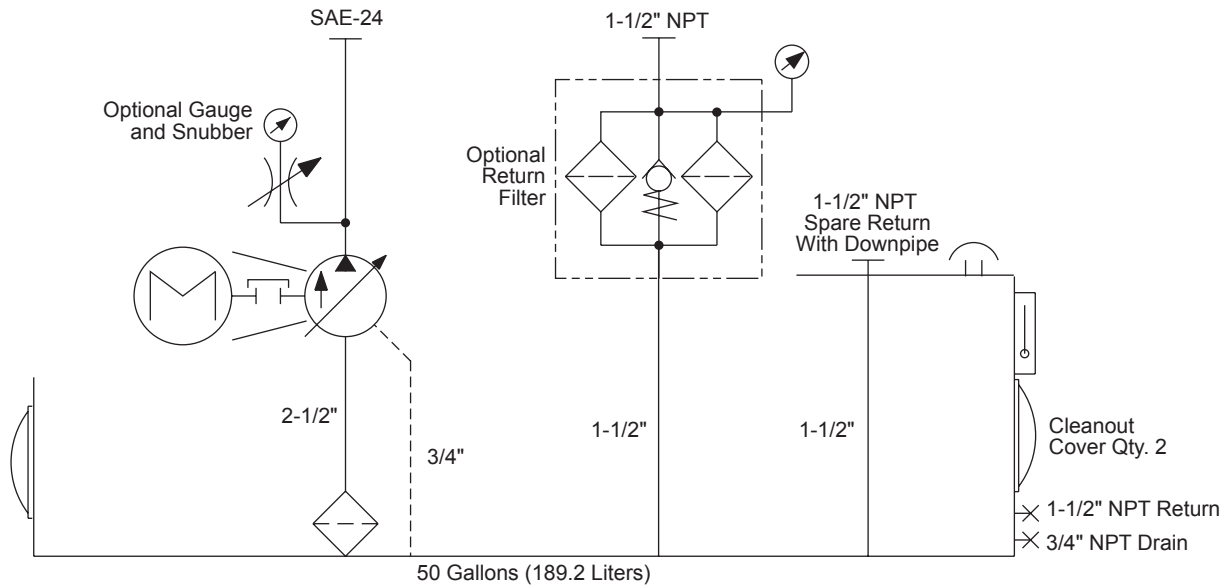 SAE-24
1-1/2" NPT
Optional Gauge
and Snubber
Optional
Return
Filter
1-1/2" NPT
Spare Return
With Downpipe
M
2-1/2"
3/4"
1-1/2"
1-1/2"
Cleanout
Cover Qty. 2
1-1/2" NPT Return
3/4" NPT Drain
50 Gallons (189.2 Liters)